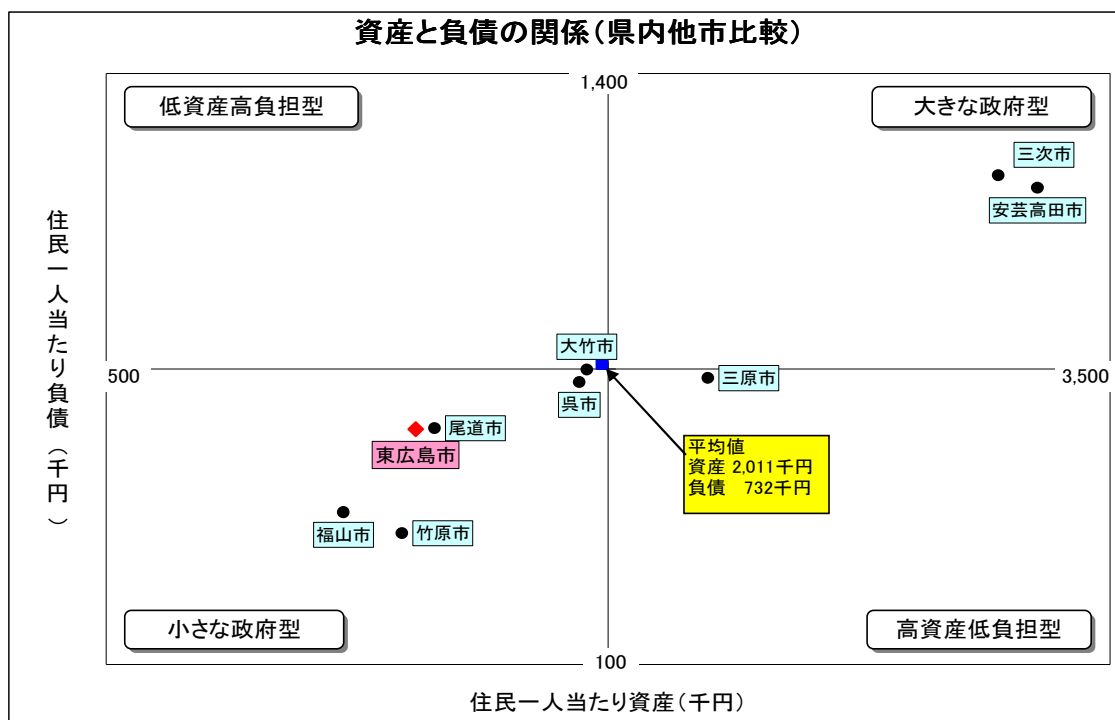 資産と負債の関係（県内他市比較）
1,400
低資産高負担型
大きな政府型
三次市
安芸高田市
住民一人当たり負債（千円）
大竹市
500
三原市
3,500
呉市
尾道市
東広島市
平均値
資産 2,011千円
負債 732千円
福山市
竹原市
小さな政府型
高資産低負担型
100
住民一人当たり資産（千円）